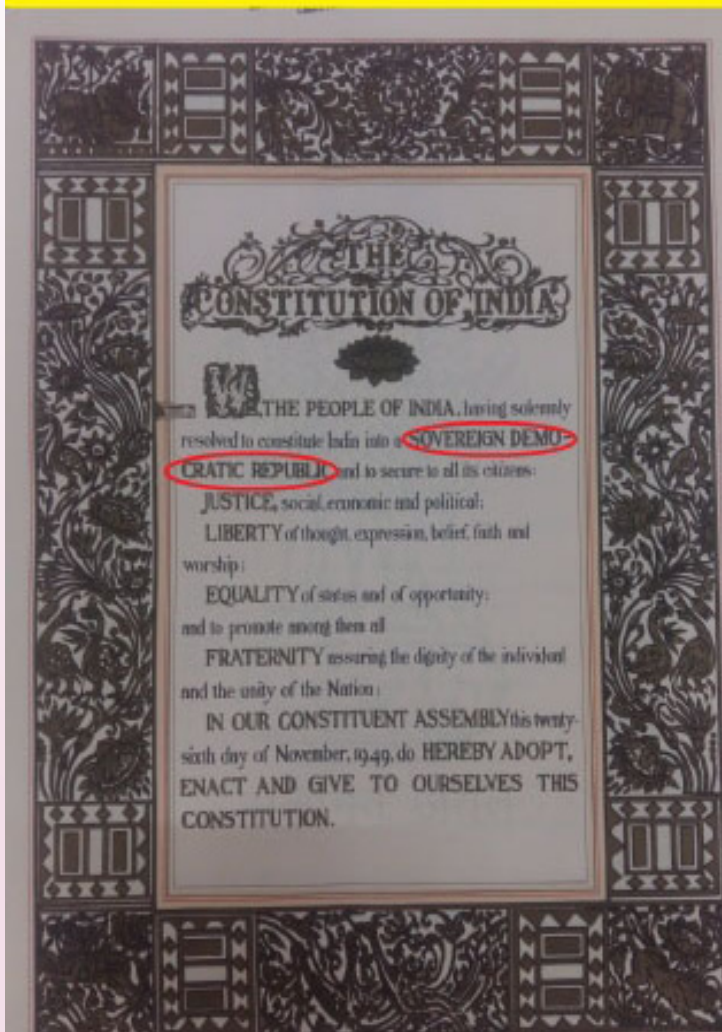 THE
CONSTITUTION OF INDIA
WE, THE PEOPLE OF INDIA, having solemnly
resolved to constitute India into a SOVEREIGN DEMO-
CRATIC REPUBLIC and to secure to all its citizens:
JUSTICE, social, economic and political;
LIBERTY of thought, expression, belief, faith and
worship;
EQUALITY of status and of opportunity;
and to promote among them all
FRATERNITY assuring the dignity of the individual
and the unity of the Nation;
IN OUR CONSTITUENT ASSEMBLY this twenty-
sixth day of November, 1949, do HEREBY ADOPT,
ENACT AND GIVE TO OURSELVES THIS
CONSTITUTION.